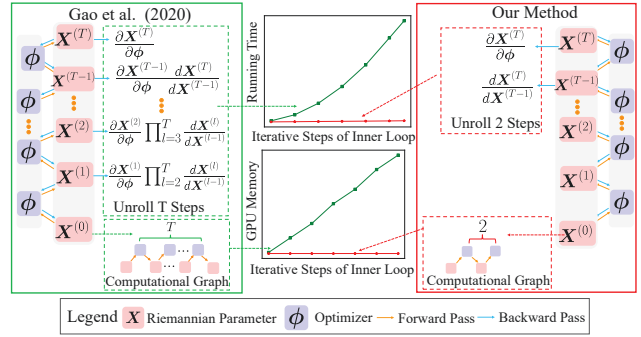 Gao et al. (2020)
X^(T)
∂X^(T)/∂ϕ
ϕ
X^(T−1)
∂X^(T−1)/∂ϕ dX^(T)/dX^(T−1)
ϕ
X^(2)
∂X^(2)/∂ϕ ∏_{l=3}^{T} dX^(l)/dX^(l−1)
ϕ
X^(1)
∂X^(1)/∂ϕ ∏_{l=2}^{T} dX^(l)/dX^(l−1)
ϕ
Unroll T Steps
X^(0)
T
... ...
Computational Graph
Running Time
Iterative Steps of Inner Loop
GPU Memory
Iterative Steps of Inner Loop
Our Method
∂X^(T)/∂ϕ
X^(T)
ϕ
dX^(T)/dX^(T−1)
X^(T−1)
ϕ
Unroll 2 Steps
X^(2)
ϕ
X^(1)
ϕ
X^(0)
2
Computational Graph
Legend X Riemannian Parameter ϕ Optimizer Forward Pass Backward Pass